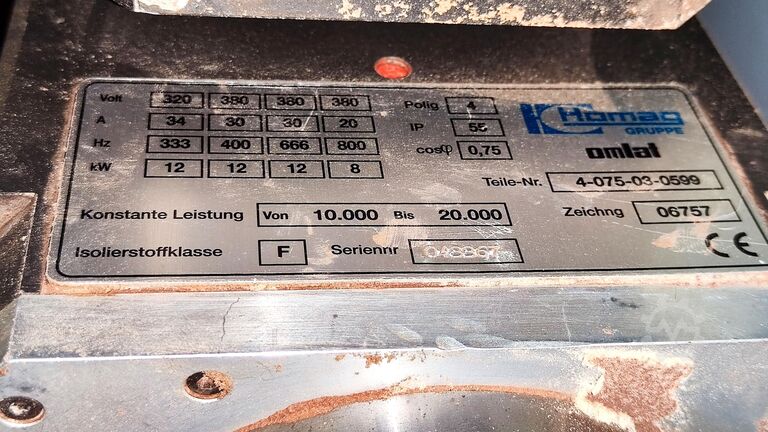 Volt 320 380 380 380 Polig 4 Homag
A 34 30 30 20 IP 55 GRUPPE
Hz 333 400 666 800 cosφ 0,75 omlat
kW 12 12 12 8 Teile-Nr. 4-075-03-0599
Konstante Leistung Von 10.000 Bis 20.000 Zeichng 06757
Isolierstoffklasse F Seriennr CE